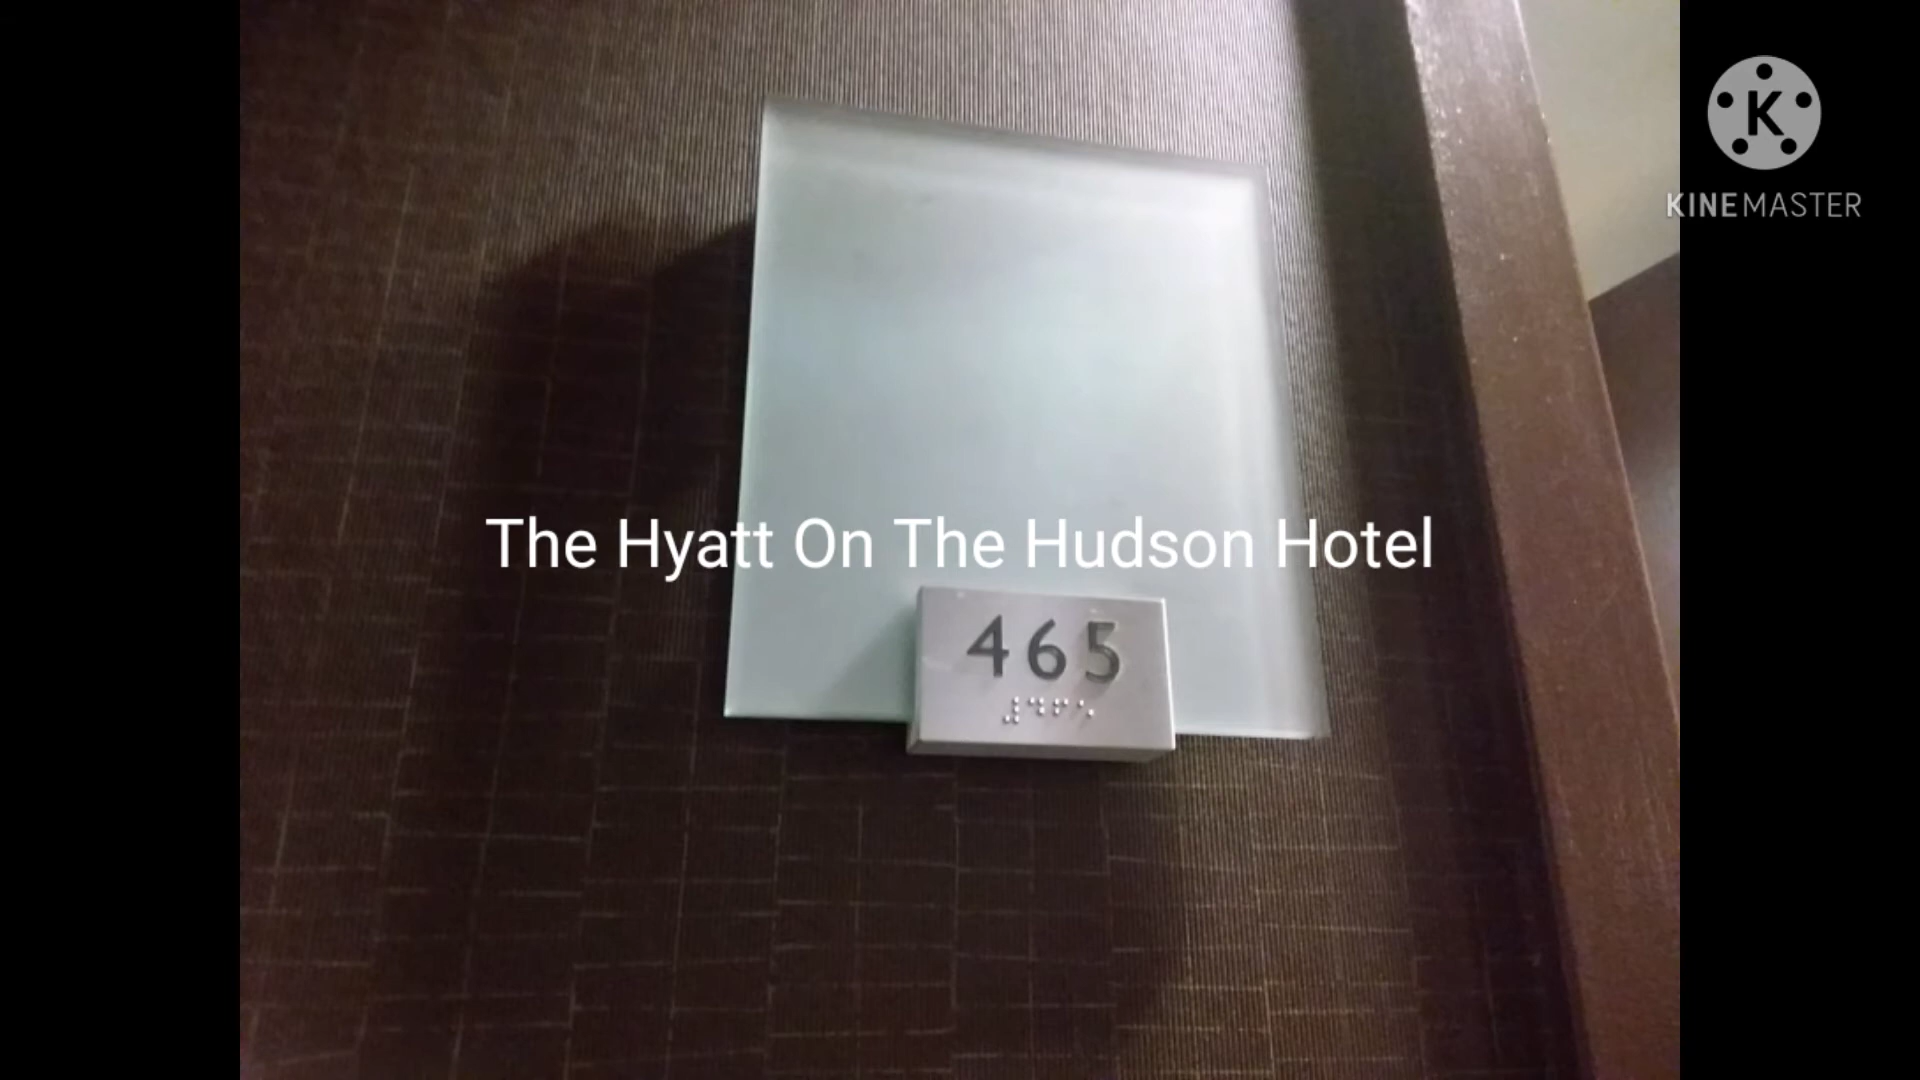 K
KINEMASTER
The Hyatt On The Hudson Hotel
465
⠼⠙⠋⠑